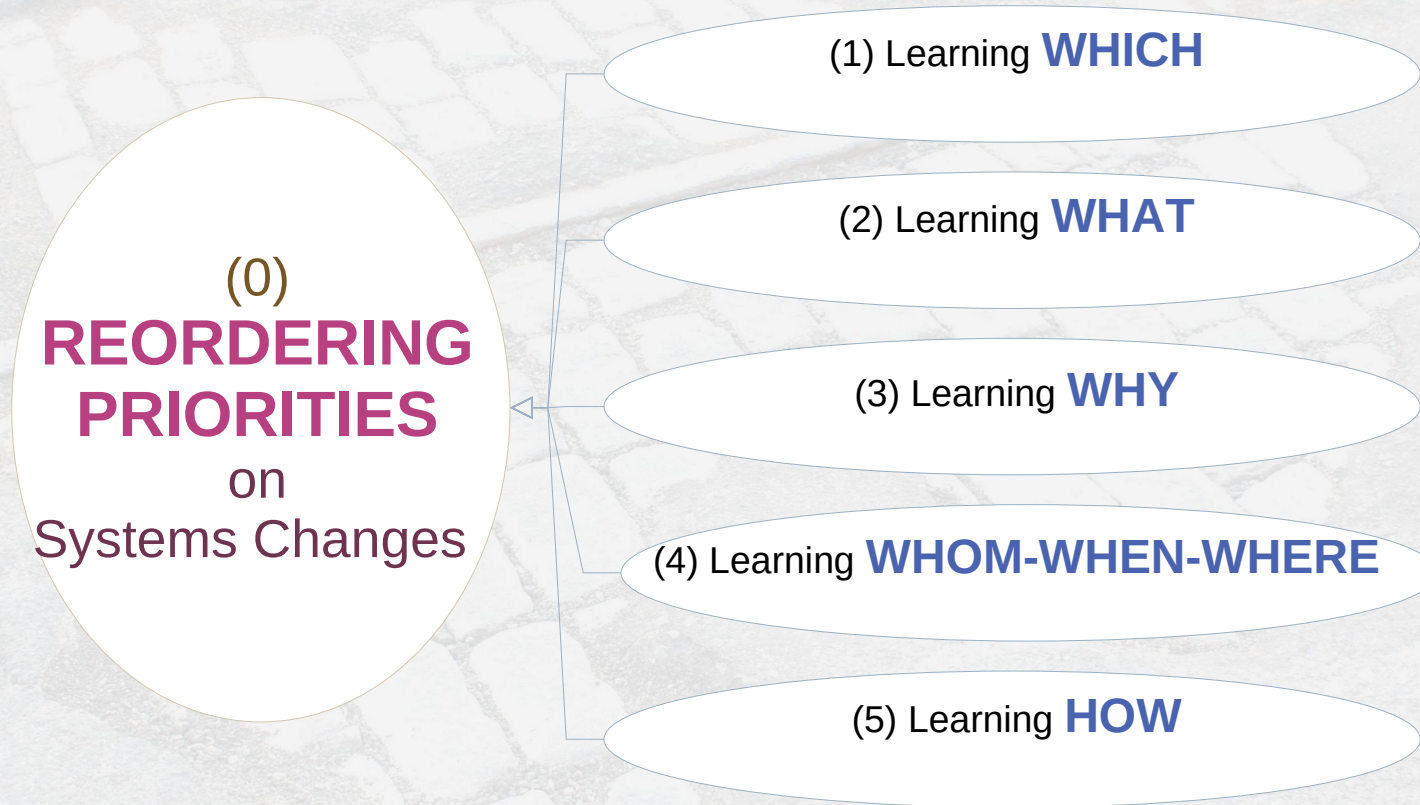 (0)
REORDERING
PRIORITIES
on
Systems Changes
(1) Learning WHICH
(2) Learning WHAT
(3) Learning WHY
(4) Learning WHOM-WHEN-WHERE
(5) Learning HOW